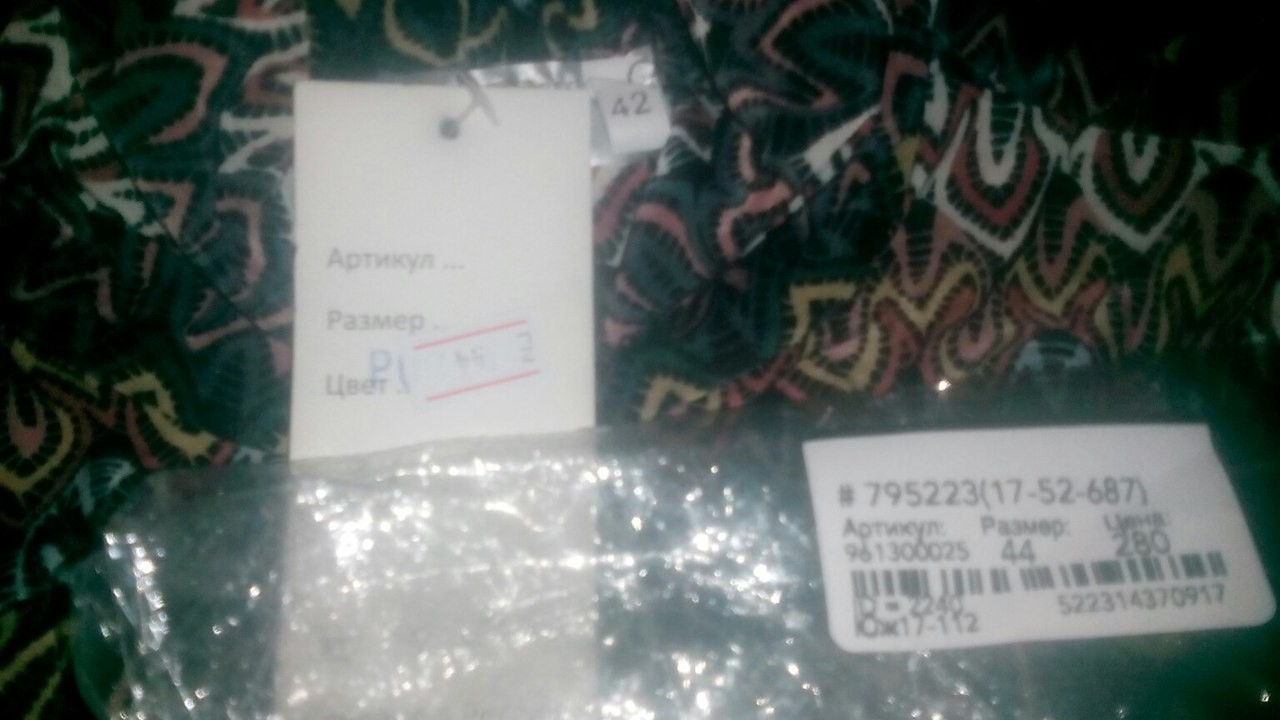 42
Артикул ...
Размер ...
44
Цвет ..
# 795223(17-52-687)
Артикул: Размер: Цена:
961300025 44 280
ID = 2240 522314370917
Юж17-112